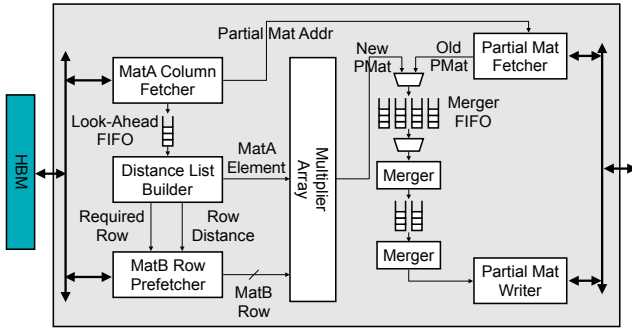 Partial Mat Addr
New
PMat
Old
PMat
Partial Mat
Fetcher
MatA Column
Fetcher
Look-Ahead
FIFO
Merger
FIFO
HBM
MatA
Element
Multiplier
Array
Distance List
Builder
Merger
Required
Row
Row
Distance
MatB Row
Prefetcher
MatB
Row
Merger
Partial Mat
Writer